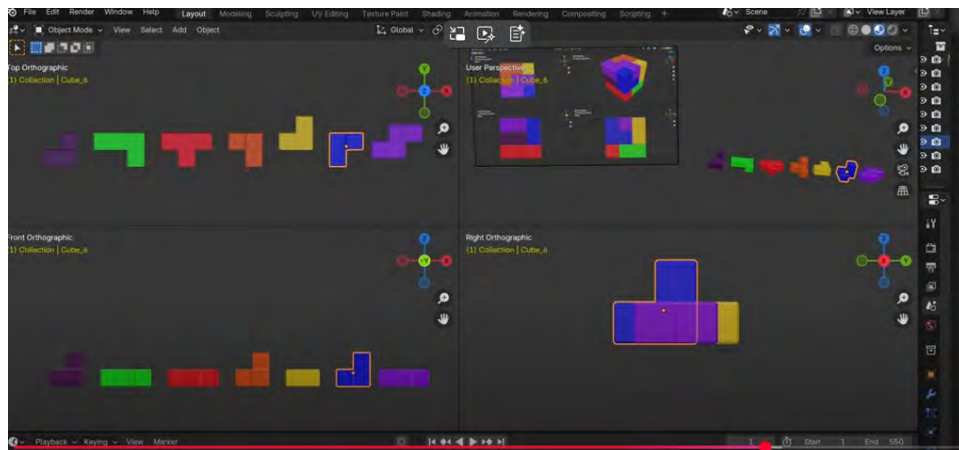 File Edit Render Window Help Layout Modeling Sculpting UV Editing Texture Paint Shading Animation Rendering Compositing Scripting + Scene View Layer
Object Mode View Select Add Object Global
Options
Top Orthographic
(1) Collection | Cube_6
User Perspective
(1) Collection | Cube_6
Front Orthographic
(1) Collection | Cube_6
Right Orthographic
(1) Collection | Cube_6
Playback Keying View Marker 1 Start 1 End 550